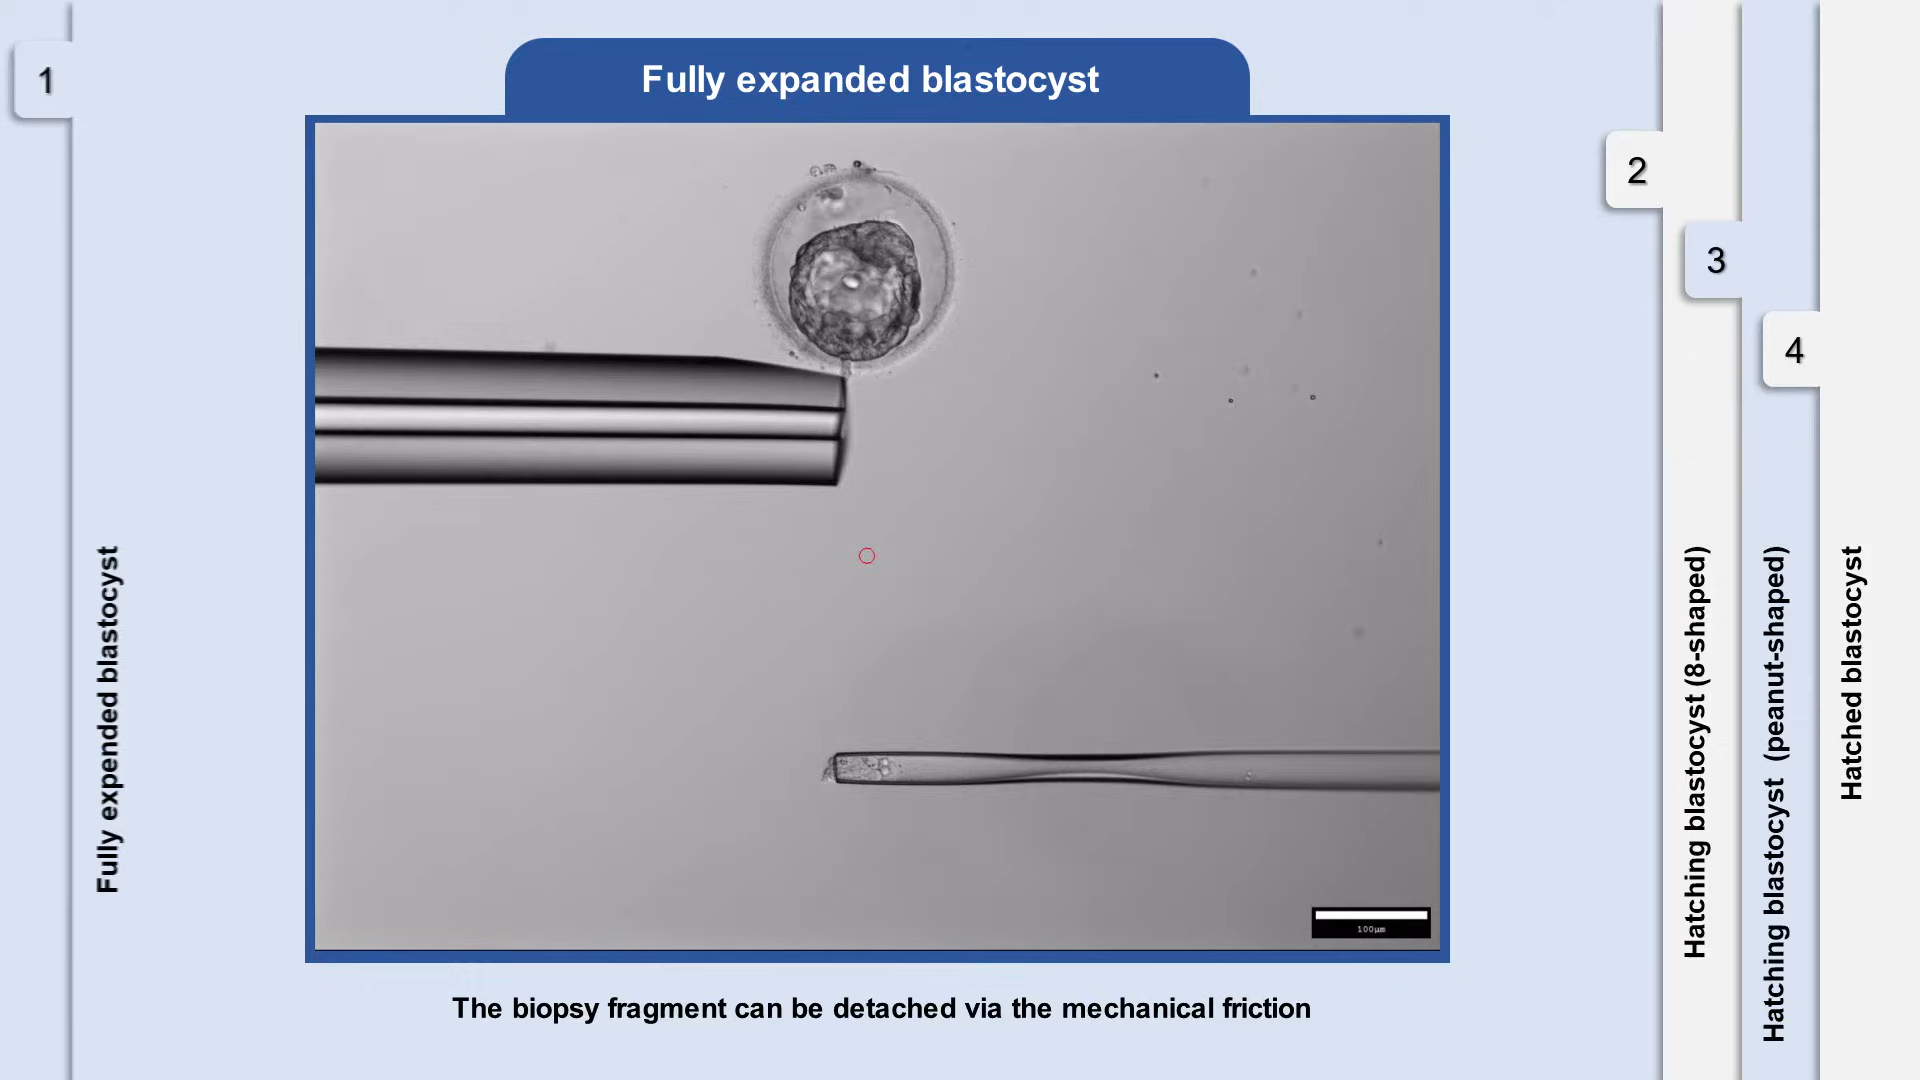 1
Fully expended blastocyst
Fully expanded blastocyst
100µm
The biopsy fragment can be detached via the mechanical friction
2
Hatching blastocyst (8-shaped)
3
Hatching blastocyst (peanut-shaped)
4
Hatched blastocyst